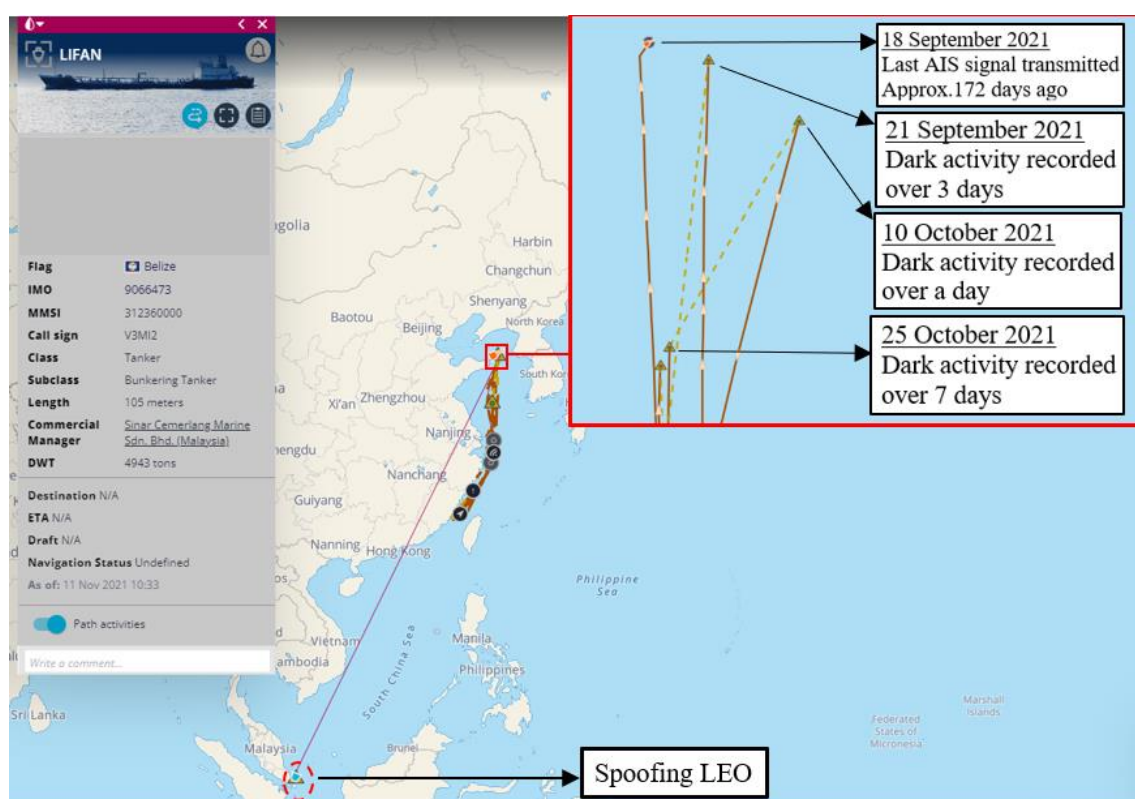 LIFAN
Flag Belize
IMO 9066473
MMSI 312360000
Call sign V3MI2
Class Tanker
Subclass Bunkering Tanker
Length 105 meters
Commercial Manager Sinar Cemerlang Marine Sdn. Bhd. (Malaysia)
DWT 4943 tons
Destination N/A
ETA N/A
Draft N/A
Navigation Status Undefined
As of: 11 Nov 2021 10:33
Path activities
Write a comment...
18 September 2021
Last AIS signal transmitted
Approx.172 days ago
21 September 2021
Dark activity recorded
over 3 days
10 October 2021
Dark activity recorded
over a day
25 October 2021
Dark activity recorded
over 7 days
Harbin
Changchun
Shenyang
Baotou
Beijing
North Korea
Xi'an
Zhengzhou
Nanjing
Nanchang
Guiyang
Nanning
Hong Kong
Philippine
Sea
Vietnam
Manila
South China Sea
Philippines
Sri Lanka
Marshall
Islands
Federated
States of
Micronesia
Malaysia
Brunei
Spoofing LEO